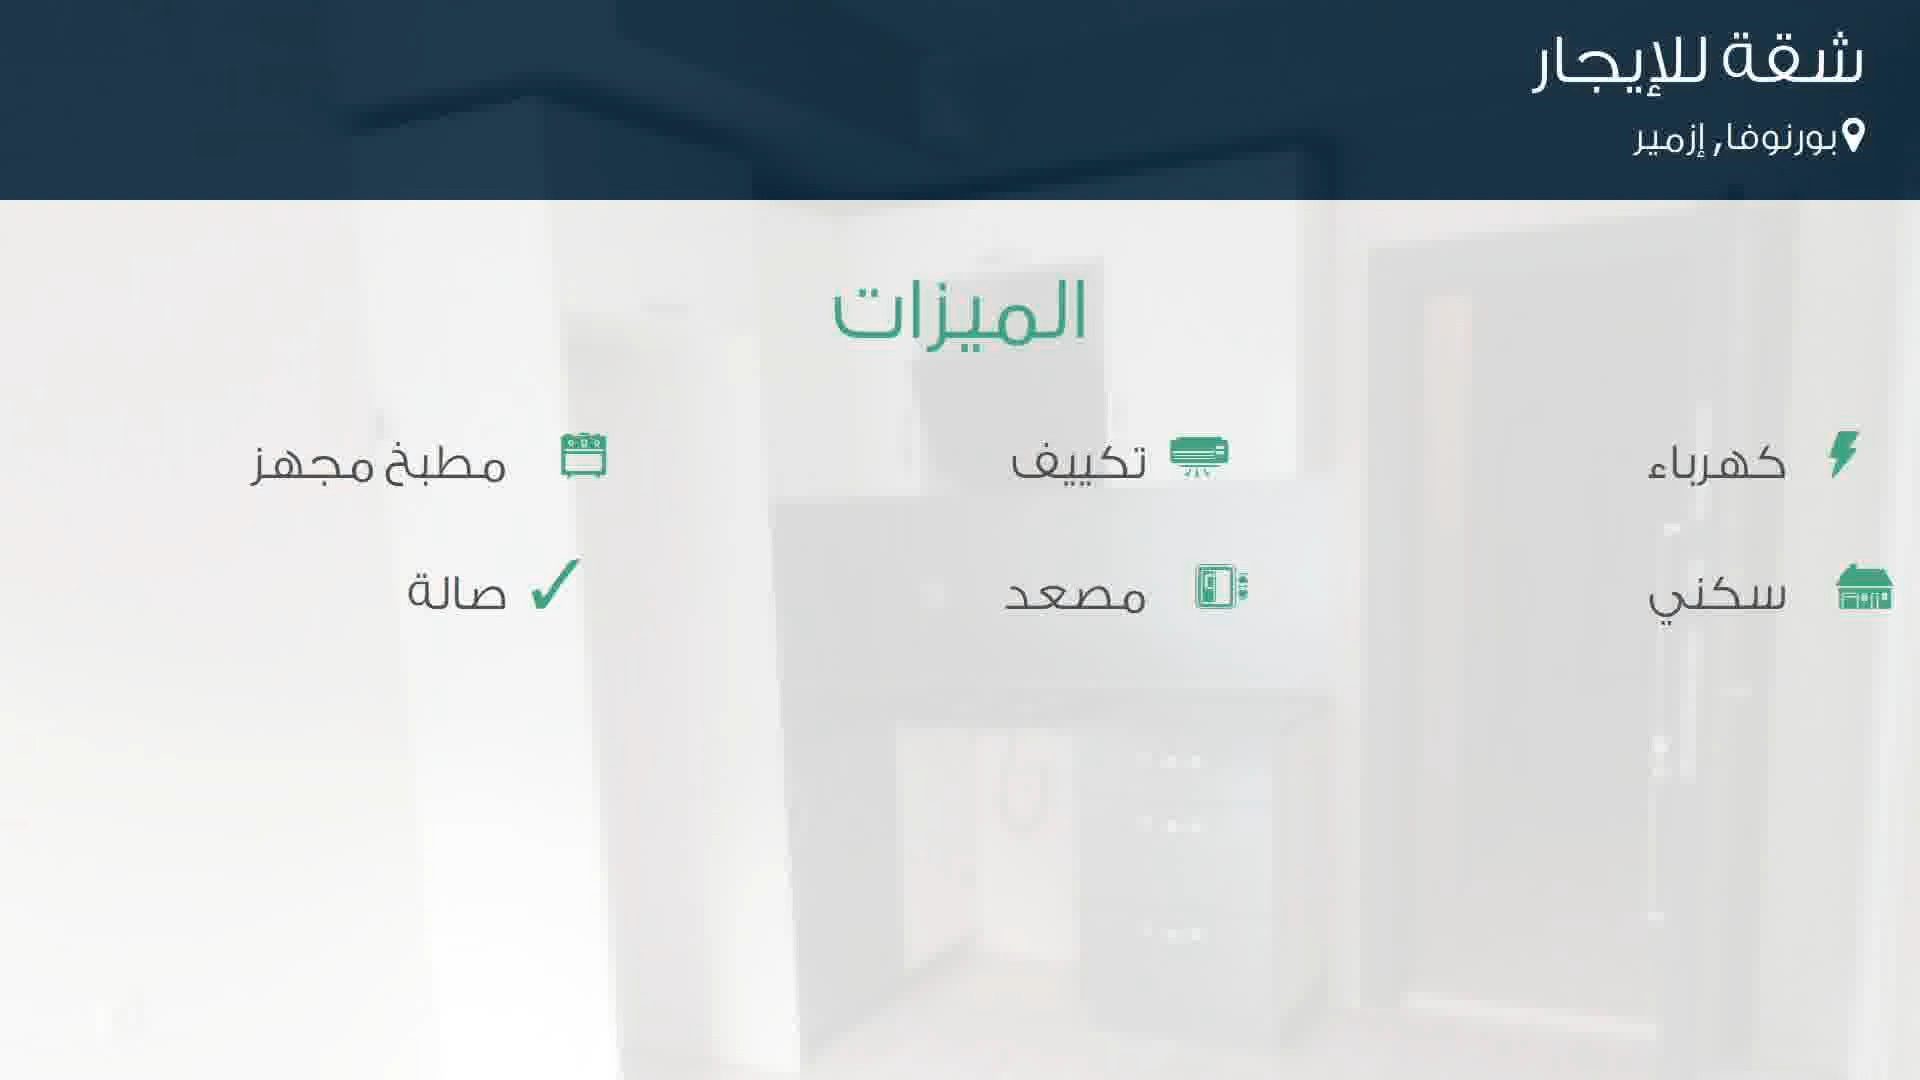 شقة للإيجار
بورنوفا, إزمير
الميزات
كهرباء
تكييف
مطبخ مجهز
سكني
مصعد
صالة